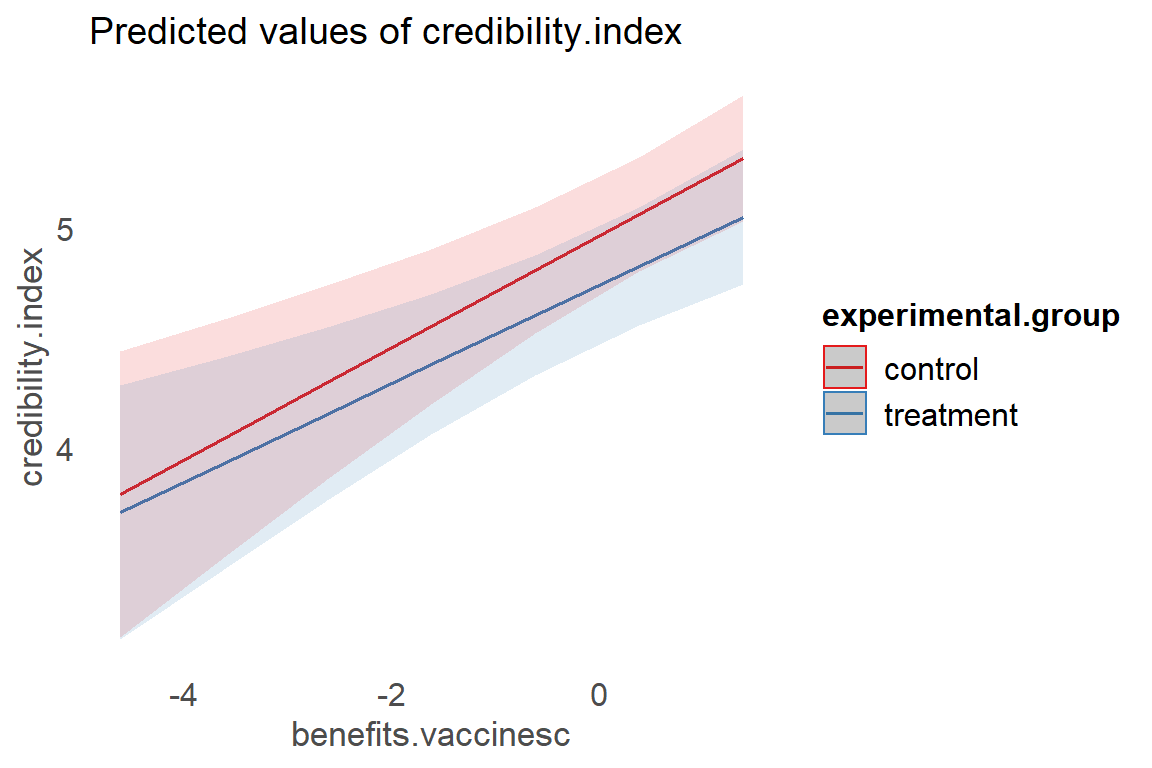 Predicted values of credibility.index
credibility.index
5
4
-4
-2
0
benefits.vaccinesc
experimental.group
control
treatment